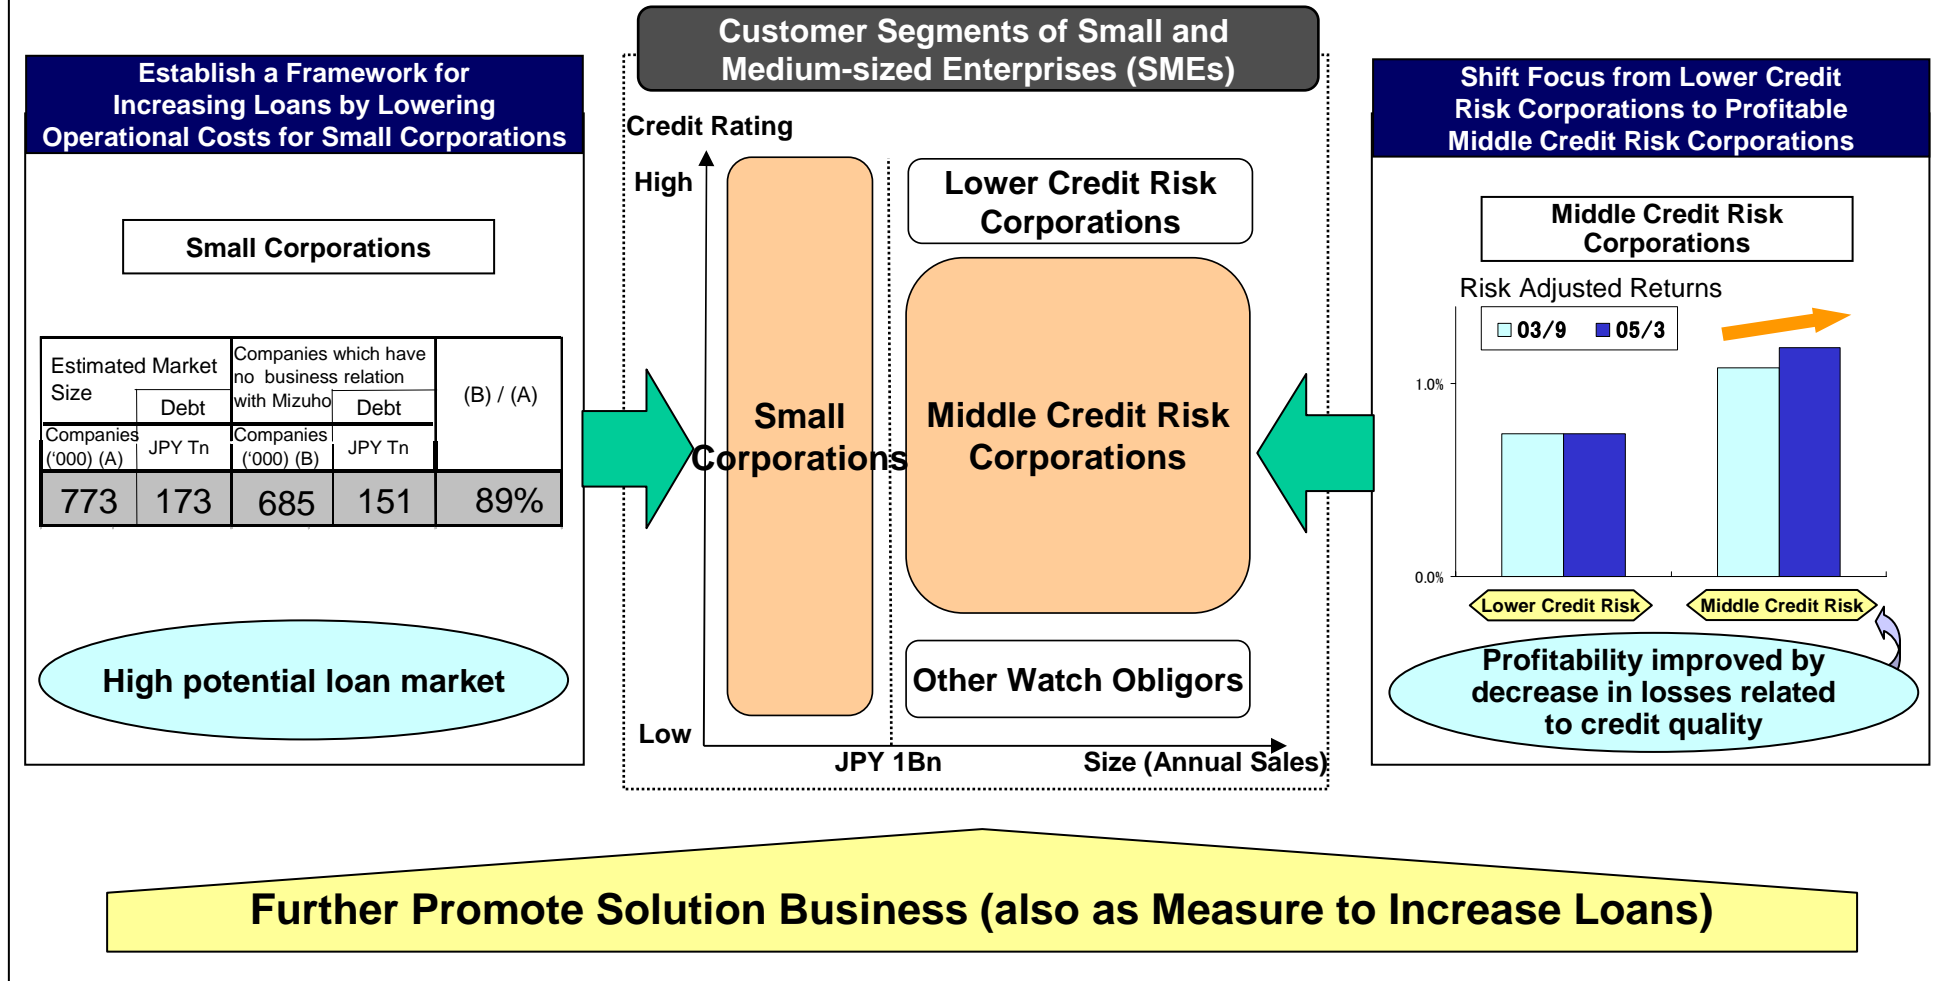 Customer Segments of Small and
Medium-sized Enterprises (SMEs)
Establish a Framework for
Increasing Loans by Lowering
Operational Costs for Small Corporations
Small Corporations
Estimated Market
Size
Companies which have
no business relation
with Mizuho
(B) / (A)
Debt
Debt
Companies
('000) (A)
JPY Tn
Companies
('000) (B)
JPY Tn
773 173 685 151 89%
High potential loan market
Credit Rating
High
Low
Small
Corporations
Lower Credit Risk
Corporations
Middle Credit Risk
Corporations
Other Watch Obligors
JPY 1Bn
Size (Annual Sales)
Shift Focus from Lower Credit
Risk Corporations to Profitable
Middle Credit Risk Corporations
Middle Credit Risk
Corporations
Risk Adjusted Returns
03/9 05/3
1.0%
0.0%
Lower Credit Risk
Middle Credit Risk
Profitability improved by
decrease in losses related
to credit quality
Further Promote Solution Business (also as Measure to Increase Loans)